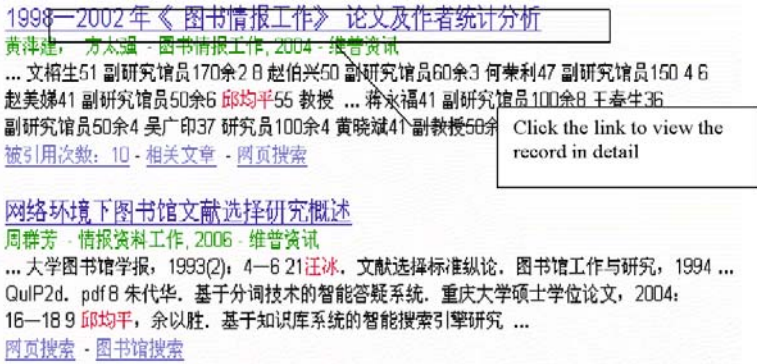 1998—2002年《 图书情报工作》 论文及作者统计分析
黄萍建， 方太强 - 图书情报工作, 2004 - 维普资讯
... 文榕生51 副研究馆员170余2 8 赵伯兴50 副研究馆员60余3 何荣利47 副研究馆员150 4 6
赵美娣41 副研究馆员50余6 邱均平55 教授 ... 蒋永福41 副研究馆员100余8 王春生36
副研究馆员50余4 吴广印37 研究员100余4 黄晓斌41 副教授50余
Click the link to view the
record in detail
被引用次数：10 - 相关文章 - 网页搜索
网络环境下图书馆文献选择研究概述
周群芳 - 情报资料工作, 2006 - 维普资讯
... 大学图书馆学报，1993(2)：4—6 21汪冰．文献选择标准纵论．图书馆工作与研究，1994 ...
QuIP2d．pdf 8 朱代华．基于分词技术的智能答疑系统．重庆大学硕士学位论文，2004：
16—18 9 邱均平，余以胜．基于知识库系统的智能搜索引擎研究 ...
网页搜索 - 图书馆搜索